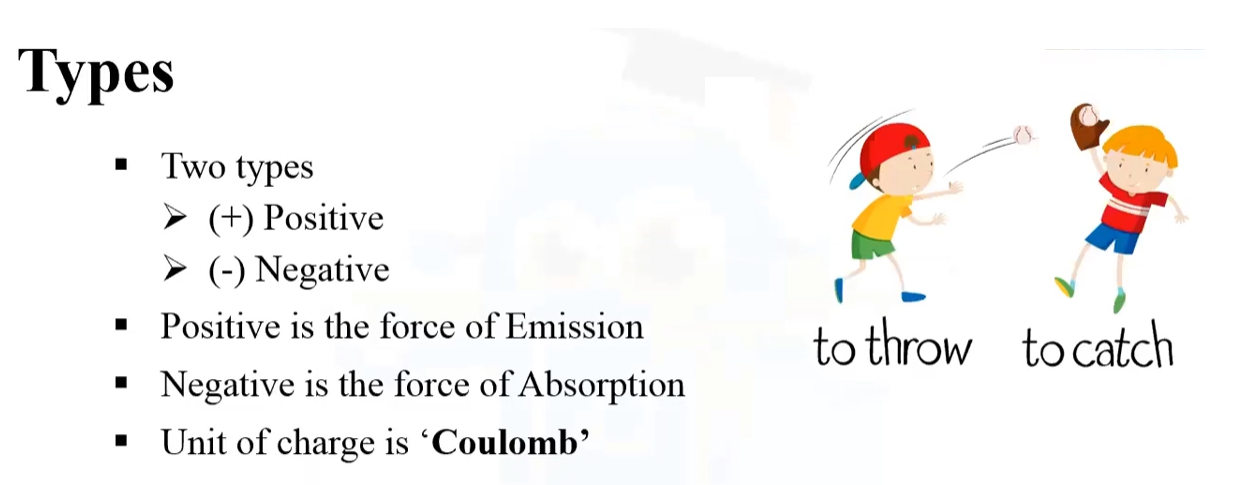 Types
▪ Two types
➢ (+) Positive
➢ (-) Negative
▪ Positive is the force of Emission
▪ Negative is the force of Absorption
▪ Unit of charge is ‘Coulomb’
to throw
to catch